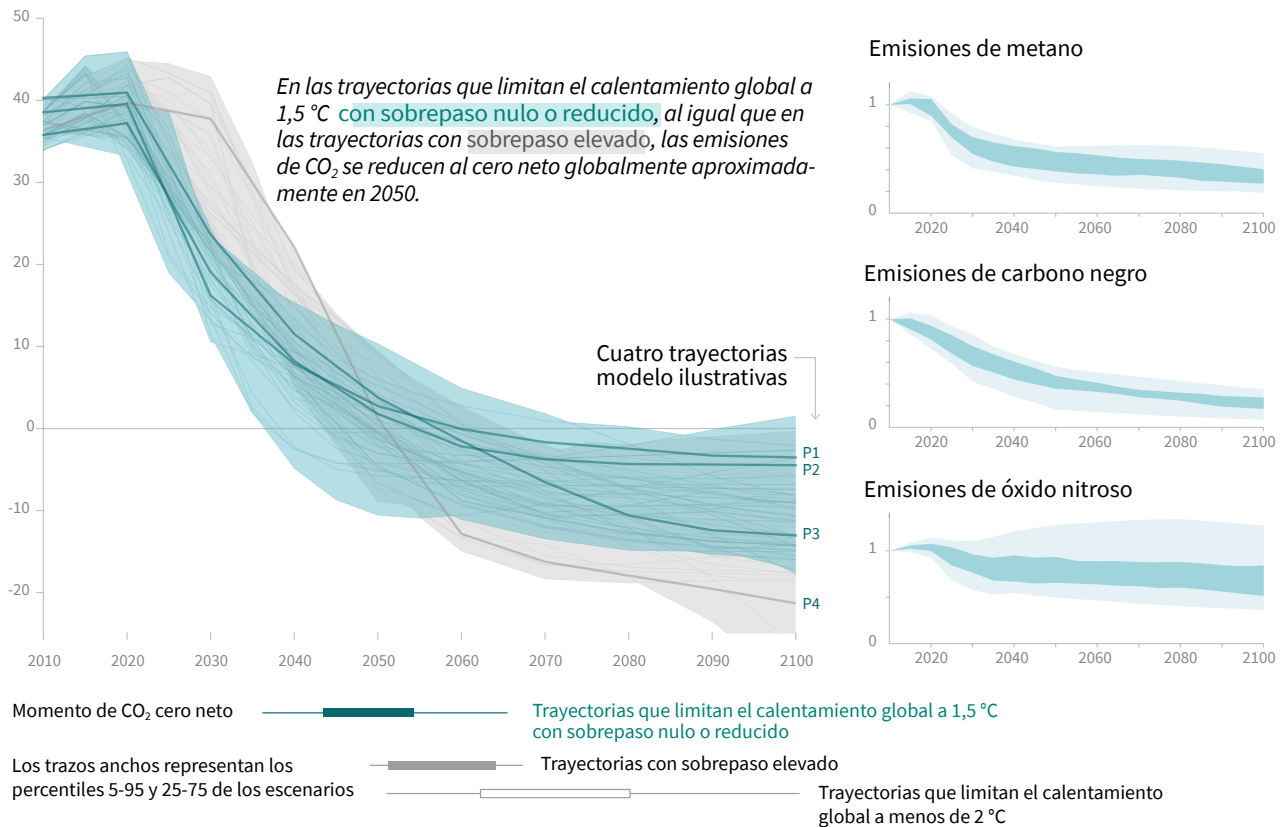 50
40
30
20
10
0
-10
-20
2010
2020
2030
2040
2050
2060
2070
2080
2090
2100
En las trayectorias que limitan el calentamiento global a
1,5 °C con sobrepaso nulo o reducido, al igual que en
las trayectorias con sobrepaso elevado, las emisiones
de CO₂ se reducen al cero neto globalmente aproximada-
mente en 2050.
Cuatro trayectorias
modelo ilustrativas
P1
P2
P3
P4
Emisiones de metano
1
0
2020
2040
2060
2080
2100
Emisiones de carbono negro
1
0
2020
2040
2060
2080
2100
Emisiones de óxido nitroso
1
0
2020
2040
2060
2080
2100
Momento de CO₂ cero neto
Trayectorias que limitan el calentamiento global a 1,5 °C
con sobrepaso nulo o reducido
Los trazos anchos representan los
percentiles 5-95 y 25-75 de los escenarios
Trayectorias con sobrepaso elevado
Trayectorias que limitan el calentamiento
global a menos de 2 °C